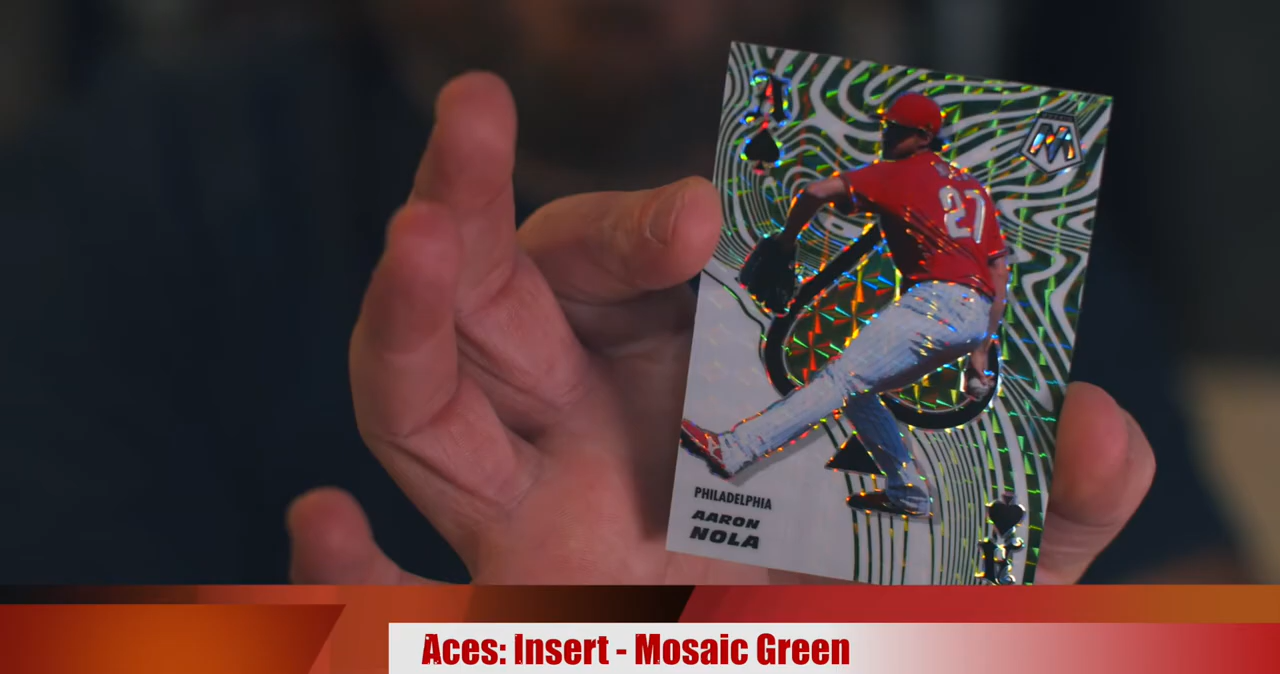 A
27
PHILADELPHIA
AARON
NOLA
A
Aces: Insert - Mosaic Green